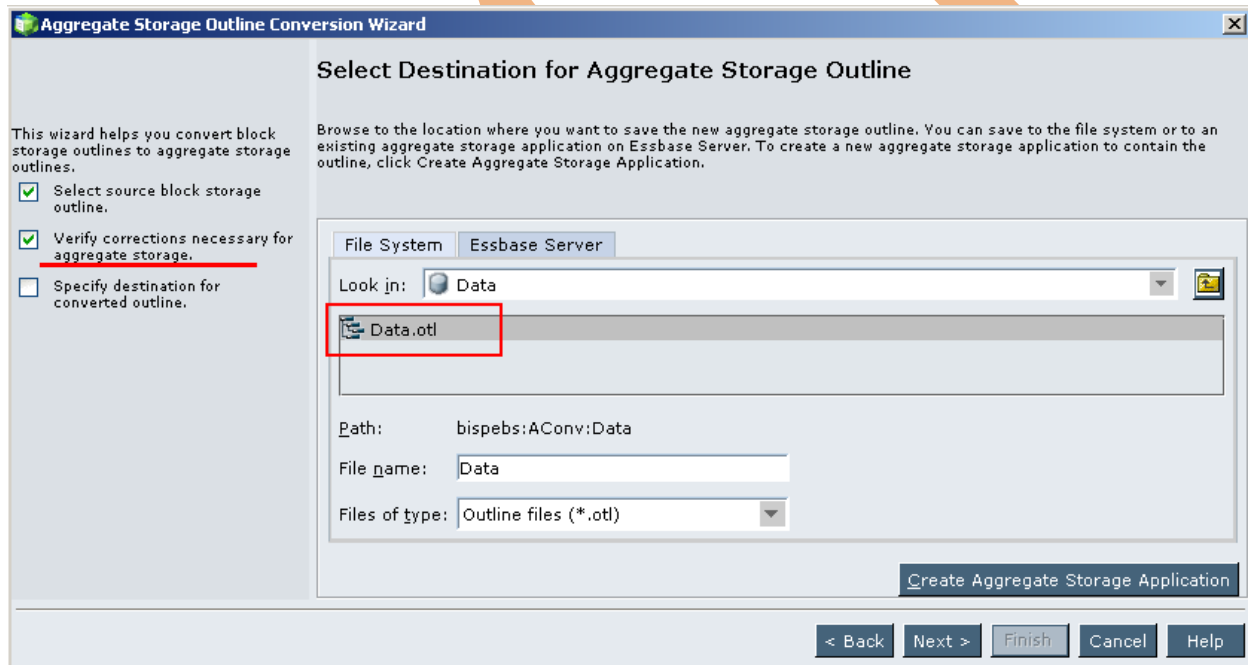 Aggregate Storage Outline Conversion Wizard
Select Destination for Aggregate Storage Outline
This wizard helps you convert block
storage outlines to aggregate storage
outlines.
Select source block storage
outline.
Verify corrections necessary for
aggregate storage.
Specify destination for
converted outline.
Browse to the location where you want to save the new aggregate storage outline. You can save to the file system or to an
existing aggregate storage application on Essbase Server. To create a new aggregate storage application to contain the
outline, click Create Aggregate Storage Application.
File System Essbase Server
Look in: Data
Data.otl
Path: bispebs:AConv:Data
File name: Data
Files of type: Outline files (*.otl)
Create Aggregate Storage Application
< Back Next > Finish Cancel Help